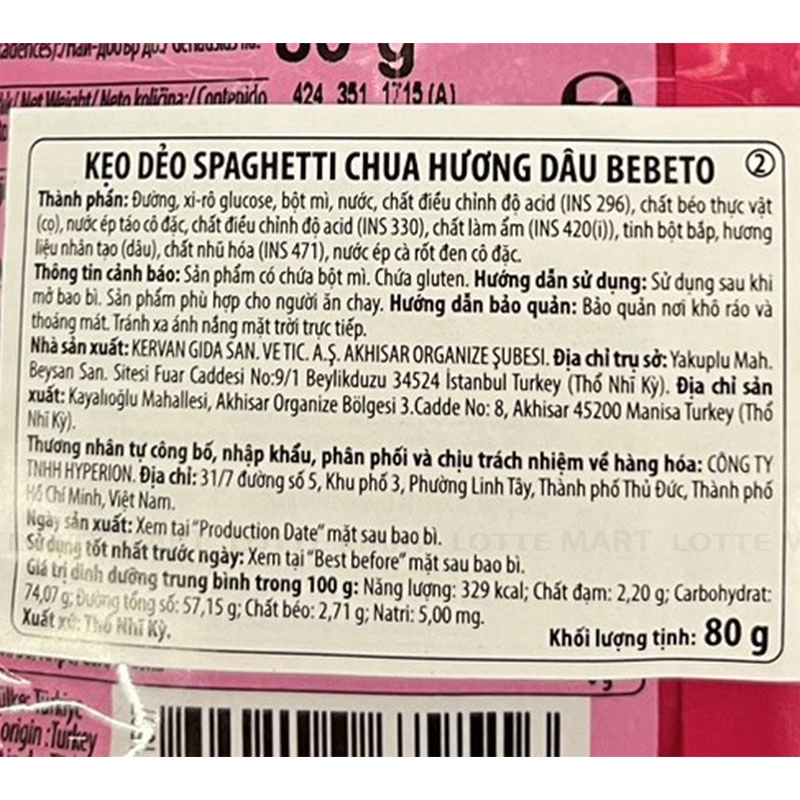 80 g
/Net Weight/Neto količina:/Contenido 424 351 1715 (A)
KẸO DẺO SPAGHETTI CHUA HƯƠNG DÂU BEBETO ②
Thành phần: Đường, xi-rô glucose, bột mì, nước, chất điều chỉnh độ acid (INS 296), chất béo thực vật
(cọ), nước ép táo cô đặc, chất điều chỉnh độ acid (INS 330), chất làm ẩm (INS 420(i)), tinh bột bắp, hương
liệu nhân tạo (dâu), chất nhũ hóa (INS 471), nước ép cà rốt đen cô đặc.
Thông tin cảnh báo: Sản phẩm có chứa bột mì. Chứa gluten. Hướng dẫn sử dụng: Sử dụng sau khi
mở bao bì. Sản phẩm phù hợp cho người ăn chay. Hướng dẫn bảo quản: Bảo quản nơi khô ráo và
thoáng mát. Tránh xa ánh nắng mặt trời trực tiếp.
Nhà sản xuất: KERVAN GIDA SAN. VE TIC. A.Ş. AKHISAR ORGANIZE ŞUBESI. Địa chỉ trụ sở: Yakuplu Mah.
Beysan San. Sitesi Fuar Caddesi No:9/1 Beylikduzu 34524 İstanbul Turkey (Thổ Nhĩ Kỳ). Địa chỉ sản
xuất: Kayalıoğlu Mahallesi, Akhisar Organize Bölgesi 3.Cadde No: 8, Akhisar 45200 Manisa Turkey (Thổ
Nhĩ Kỳ).
Thương nhân tự công bố, nhập khẩu, phân phối và chịu trách nhiệm về hàng hóa: CÔNG TY
TNHH HYPERION. Địa chỉ: 31/7 đường số 5, Khu phố 3, Phường Linh Tây, Thành phố Thủ Đức, Thành phố
Hồ Chí Minh, Việt Nam.
Ngày sản xuất: Xem tại "Production Date" mặt sau bao bì.
LOTTE MART LOTTE
Sử dụng tốt nhất trước ngày: Xem tại "Best before" mặt sau bao bì.
Giá trị dinh dưỡng trung bình trong 100 g: Năng lượng: 329 kcal; Chất đạm: 2,20 g; Carbohydrat:
74,07 g; Đường tổng số: 57,15 g; Chất béo: 2,71 g; Natri: 5,00 mg.
Xuất xứ: Thổ Nhĩ Kỳ.
Khối lượng tịnh: 80 g
Türkiye
origin :Turkey